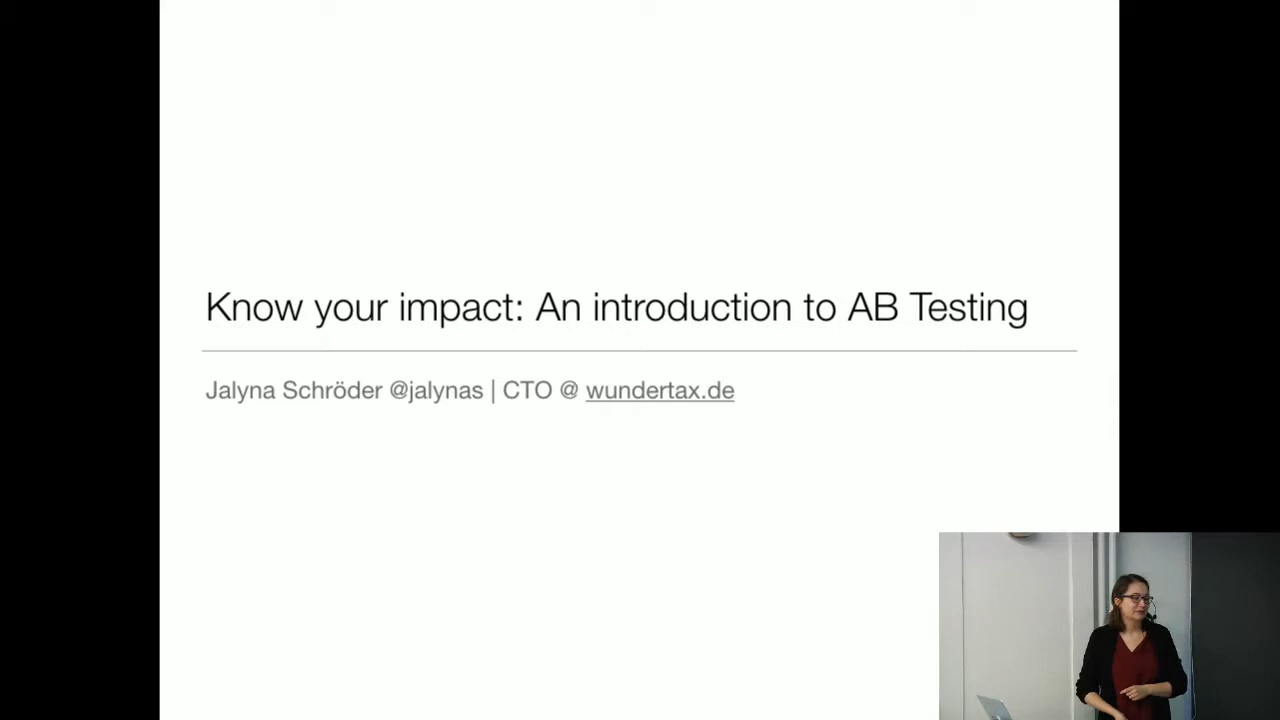 Know your impact: An introduction to AB Testing
Jalyna Schröder @jalynas | CTO @ wundertax.de